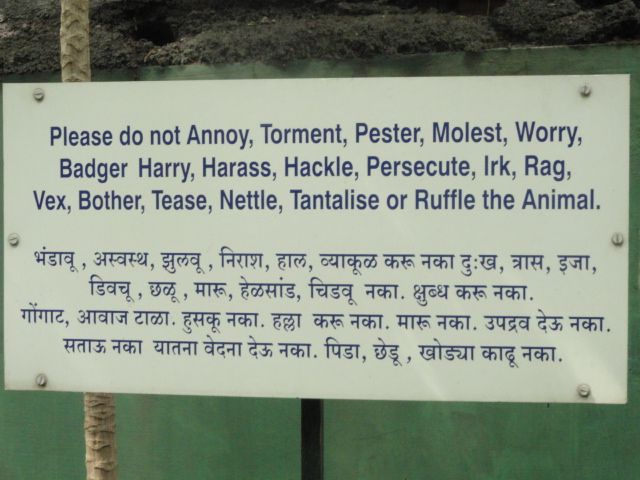 Please do not Annoy, Torment, Pester, Molest, Worry,
Badger Harry, Harass, Hackle, Persecute, Irk, Rag,
Vex, Bother, Tease, Nettle, Tantalise or Ruffle the Animal.
भंडावू , अस्वस्थ, झुलवू , निराश, हाल, व्याकूळ करू नका दुःख, त्रास, इजा,
डिवचू , छळू , मारू, हेळसांड, चिडवू नका. क्षुब्ध करू नका.
गोंगाट, आवाज टाळा. हुसकू नका. हल्ला करू नका. मारू नका. उपद्रव देऊ नका.
सताऊ नका यातना वेदना देऊ नका. पिडा, छेडू , खोड्या काढू नका.